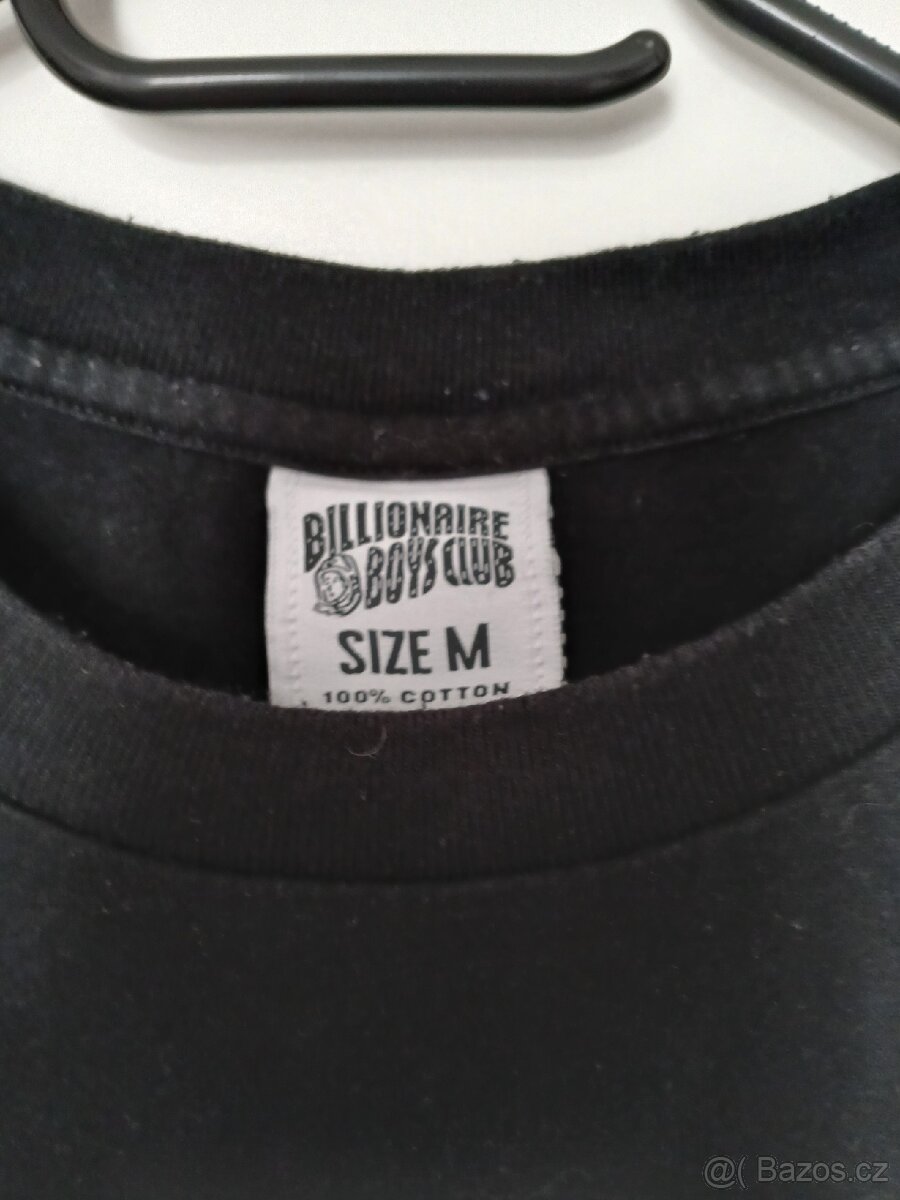 BILLIONAIRE
BOYS CLUB
SIZE M
100% COTTON
@( Bazos.cz